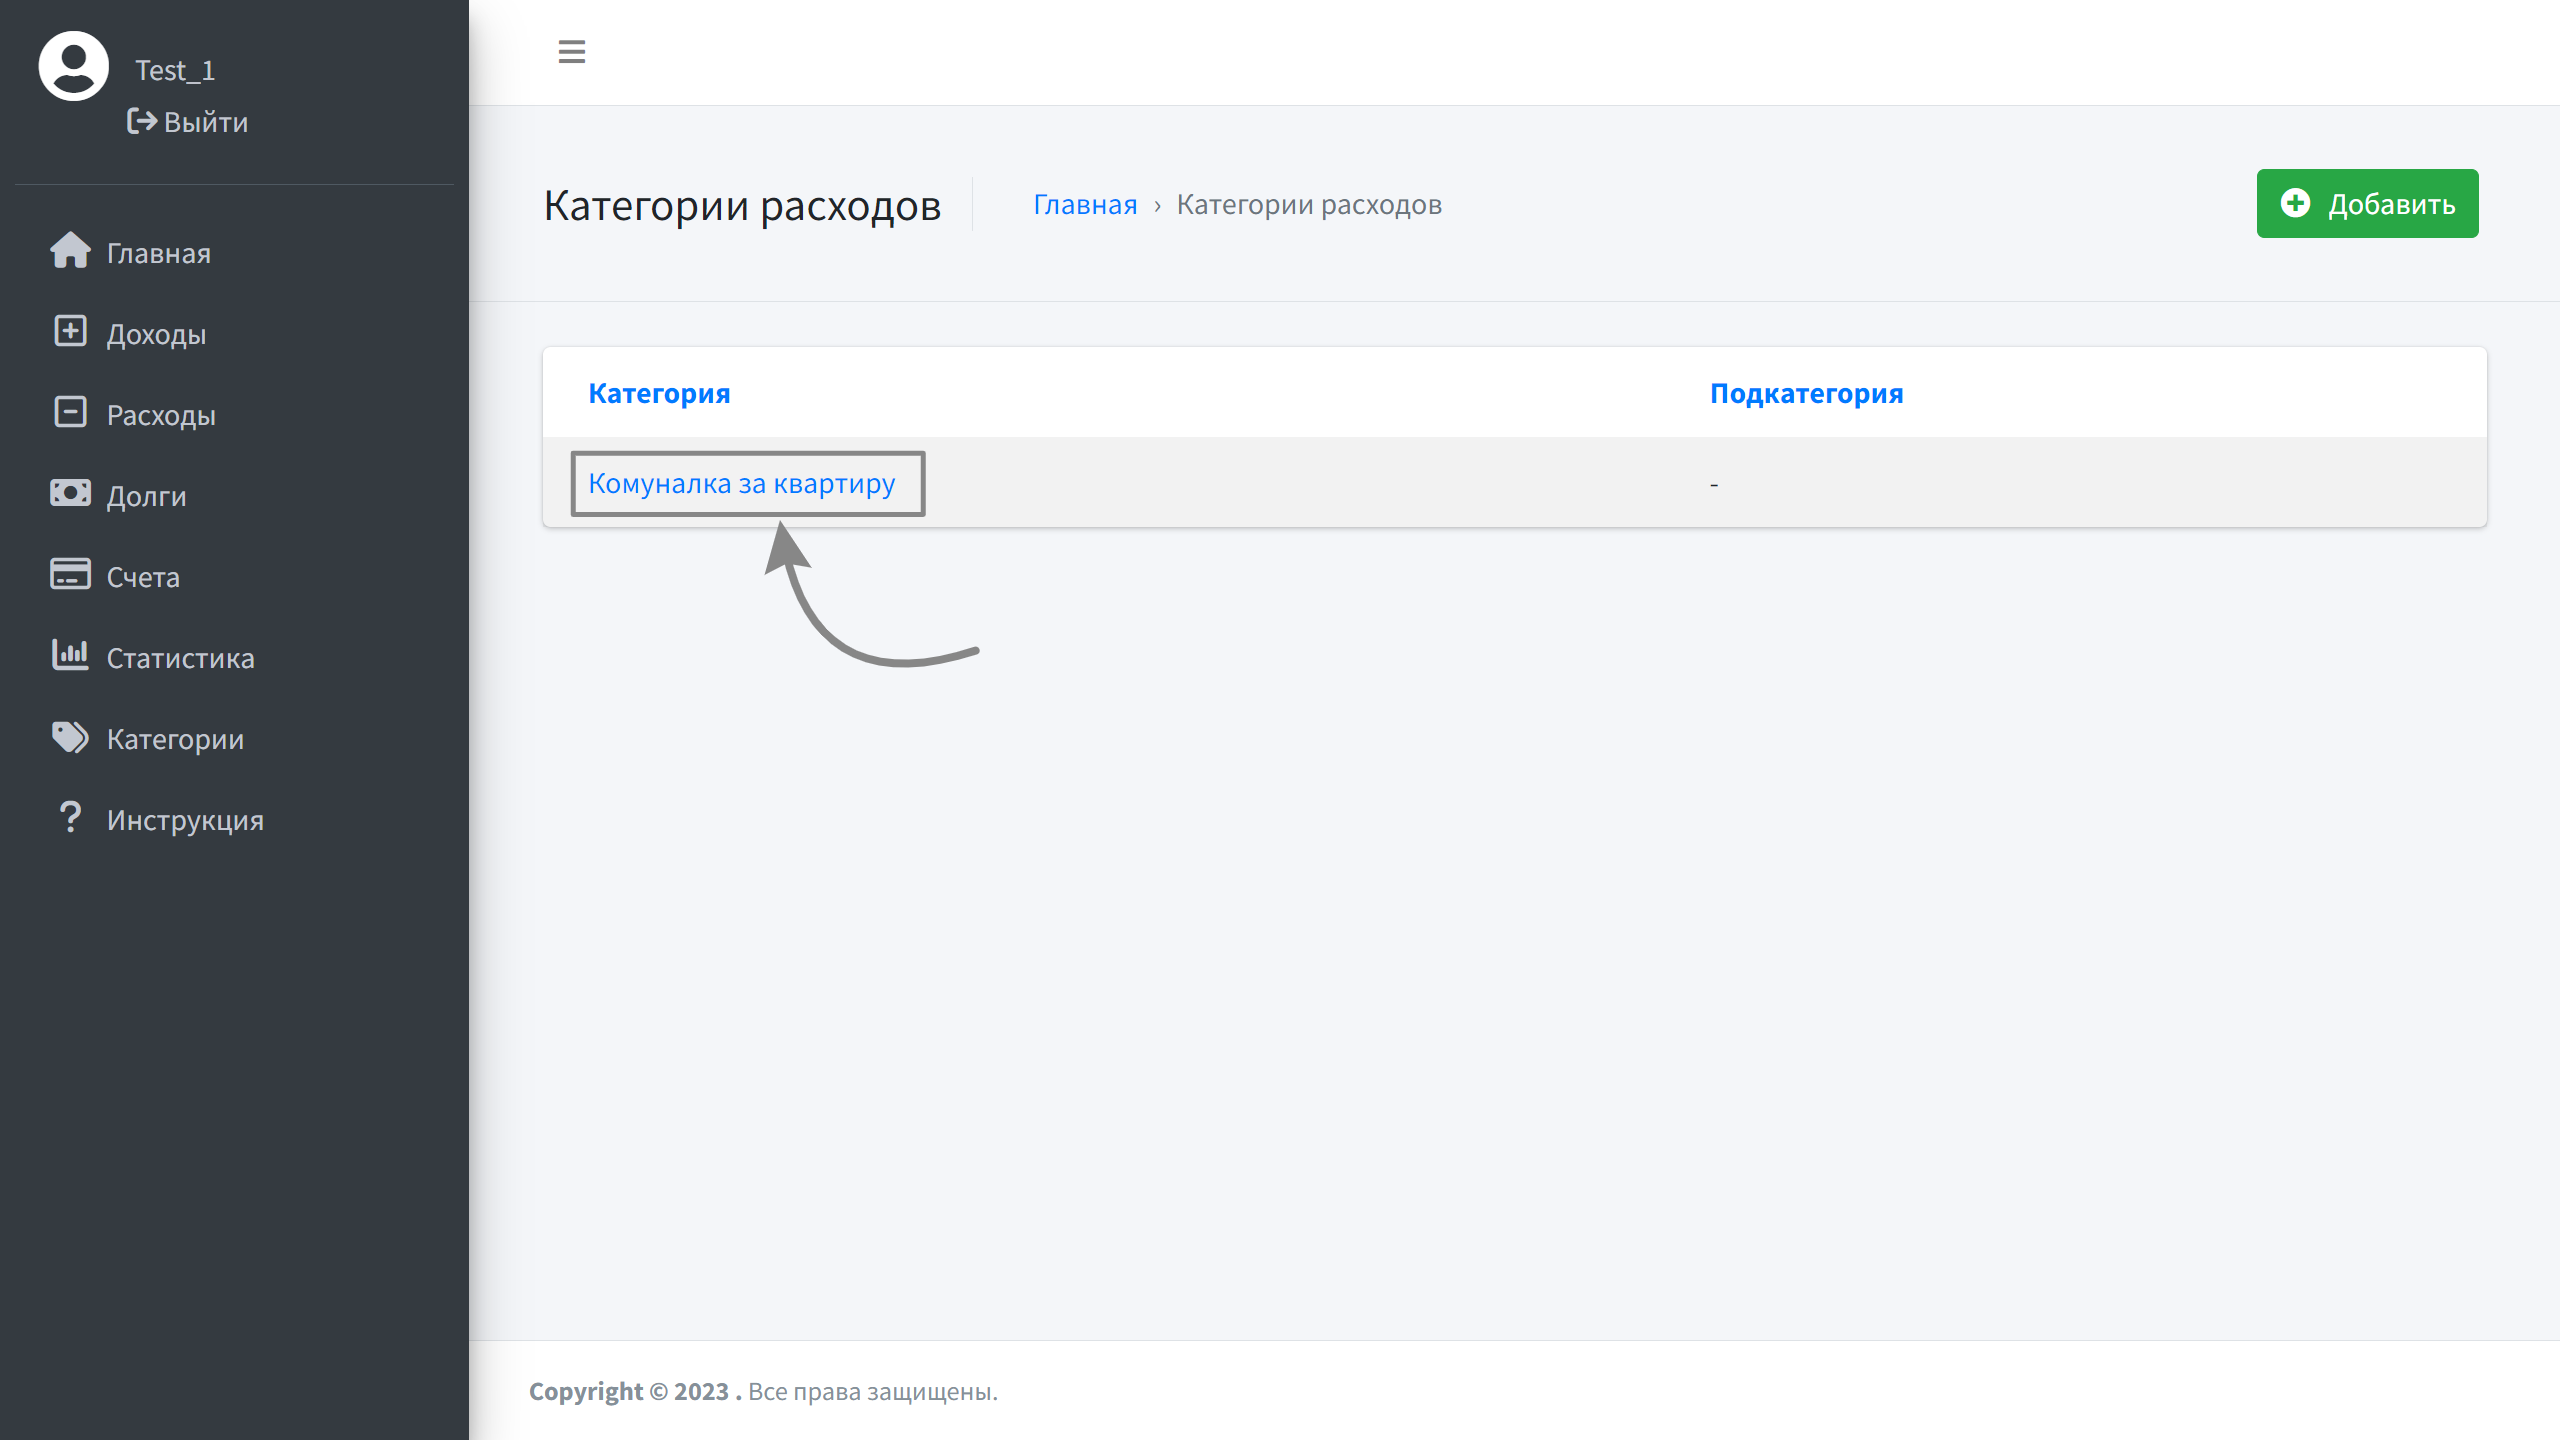 Test_1
Выйти
Главная
Доходы
Расходы
Долги
Счета
Статистика
Категории
Инструкция
Категории расходов
Главная › Категории расходов
Добавить
Категория Подкатегория
Комуналка за квартиру -
Copyright © 2023 . Все права защищены.